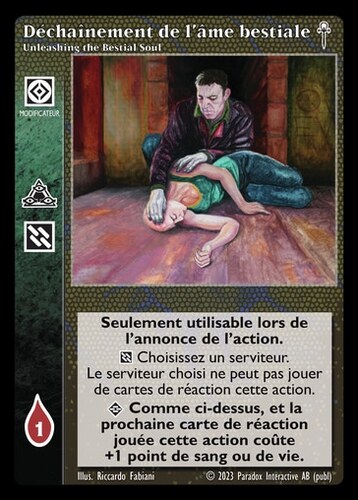 Déchaînement de l'âme bestiale
Unleashing the Bestial Soul
MODIFICATEUR
Seulement utilisable lors de
l'annonce de l'action.
Choisissez un serviteur.
Le serviteur choisi ne peut pas jouer
de cartes de réaction cette action.
Comme ci-dessus, et la
prochaine carte de réaction
jouée cette action coûte
+1 point de sang ou de vie.
1
Illus. Riccardo Fabiani
© 2023 Paradox Interactive AB (publ)